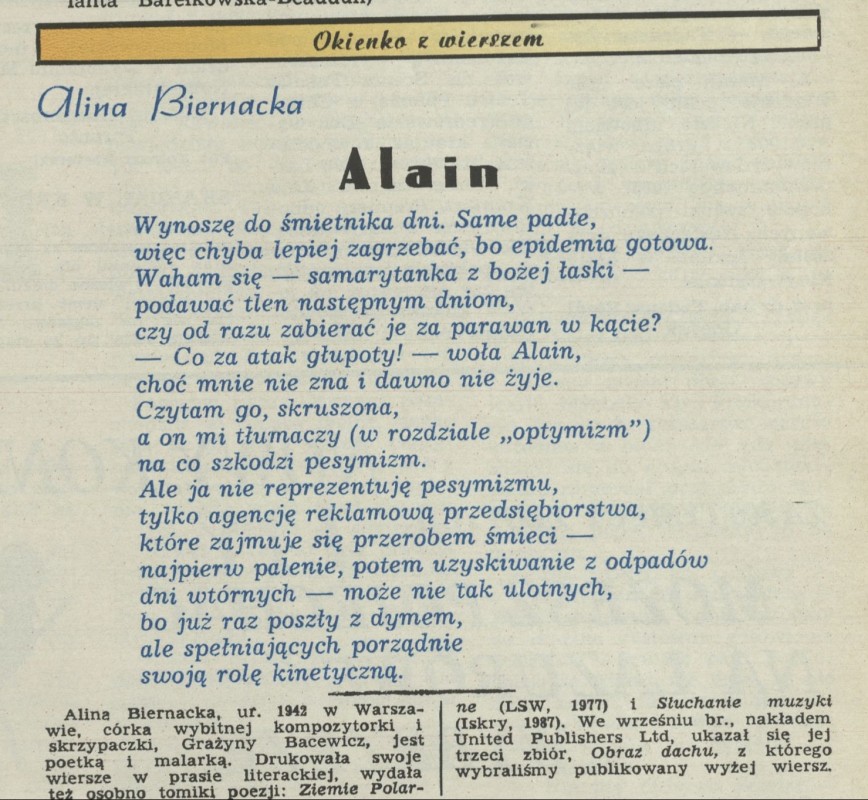 Barełkowska-Beaudun)
Okienko z wierszem
Alina Biernacka
Alain
Wynoszę do śmietnika dni. Same padłe,
więc chyba lepiej zagrzebać, bo epidemia gotowa.
Waham się — samarytanka z bożej łaski —
podawać tlen następnym dniom,
czy od razu zabierać je za parawan w kącie?
— Co za atak głupoty! — woła Alain,
choć mnie nie zna i dawno nie żyje.
Czytam go, skruszona,
a on mi tłumaczy (w rozdziale „optymizm”)
na co szkodzi pesymizm.
Ale ja nie reprezentuję pesymizmu,
tylko agencję reklamową przedsiębiorstwa,
które zajmuje się przerobem śmieci —
najpierw palenie, potem uzyskiwanie z odpadów
dni wtórnych — może nie tak ulotnych,
bo już raz poszły z dymem,
ale spełniających porządnie
swoją rolę kinetyczną.
Alina Biernacka, ur. 1942 w Warsza-
wie, córka wybitnej kompozytorki i
skrzypaczki, Grażyny Bacewicz, jest
poetką i malarką. Drukowała swoje
wiersze w prasie literackiej, wydała
też osobno tomiki poezji: Ziemie Polar-
ne (LSW, 1977) i Słuchanie muzyki
(Iskry, 1987). We wrześniu br., nakładem
United Publishers Ltd, ukazał się jej
trzeci zbiór, Obraz dachu, z którego
wybraliśmy publikowany wyżej wiersz.